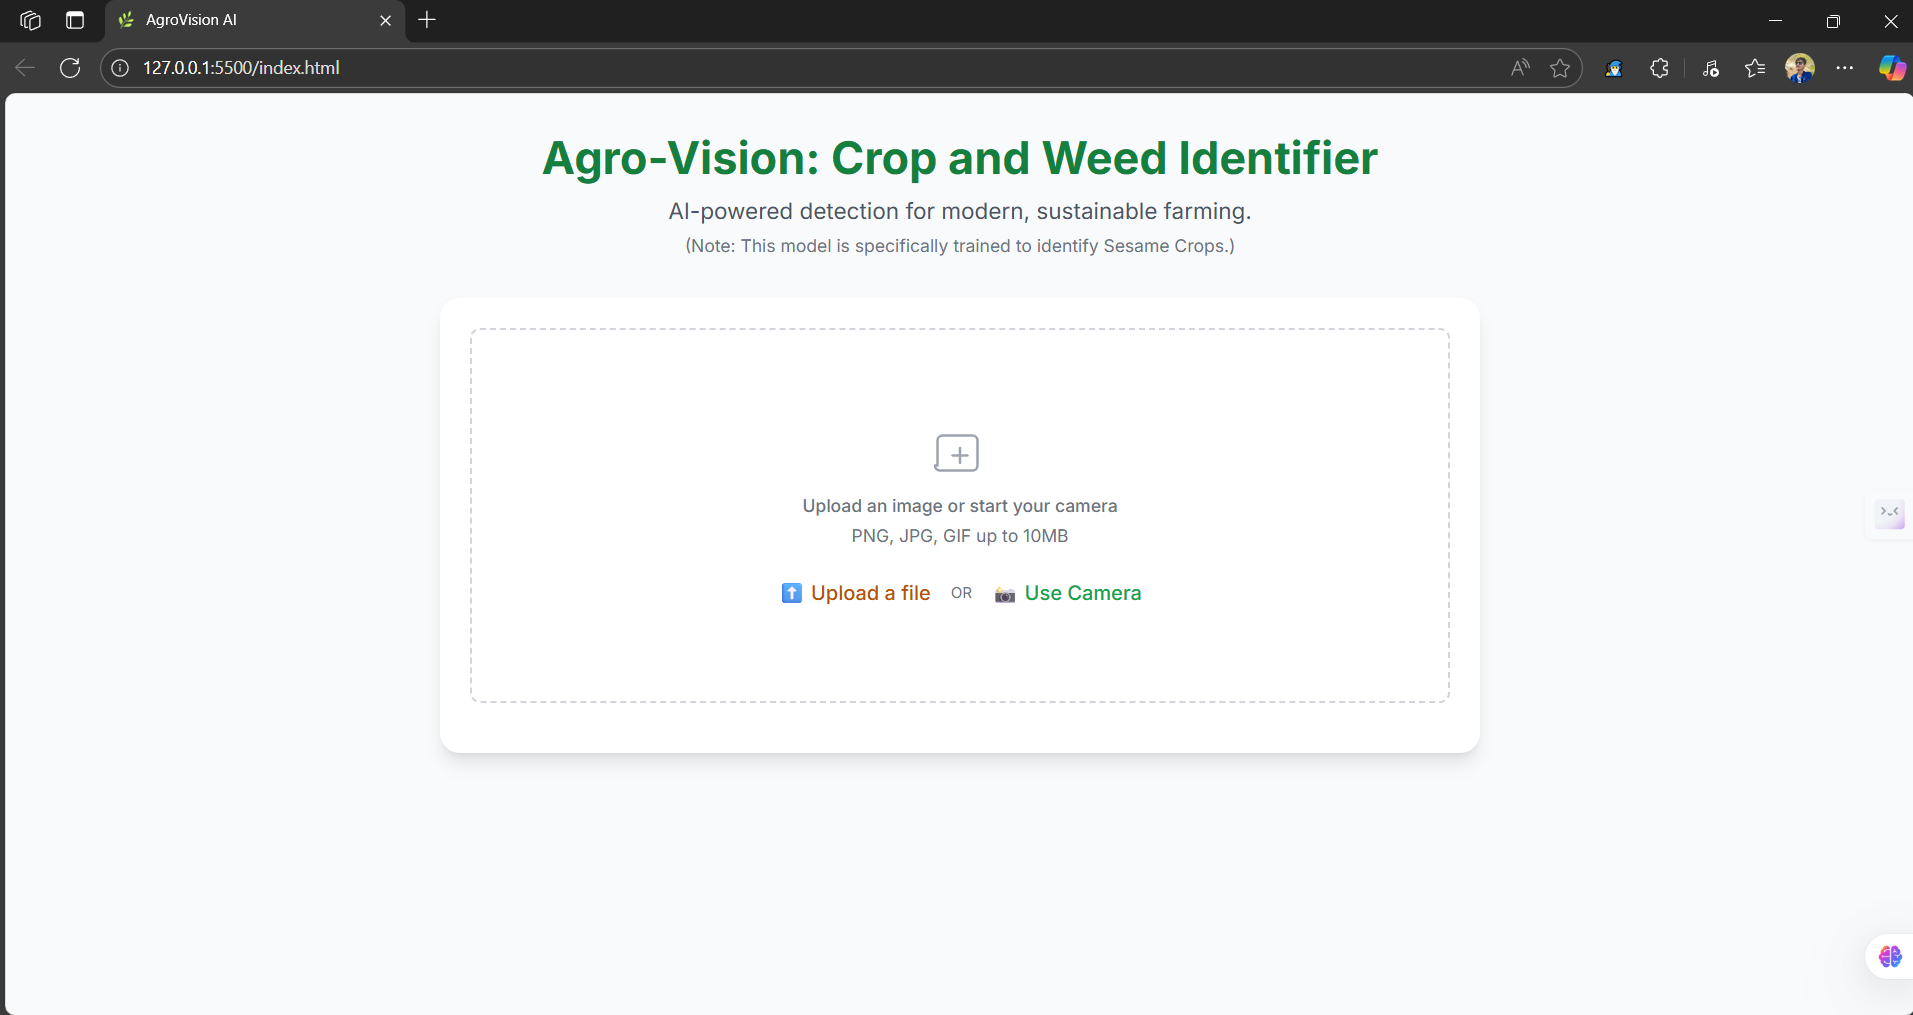 AgroVision AI
127.0.0.1:5500/index.html
Agro-Vision: Crop and Weed Identifier
AI-powered detection for modern, sustainable farming.
(Note: This model is specifically trained to identify Sesame Crops.)
Upload an image or start your camera
PNG, JPG, GIF up to 10MB
Upload a file OR Use Camera